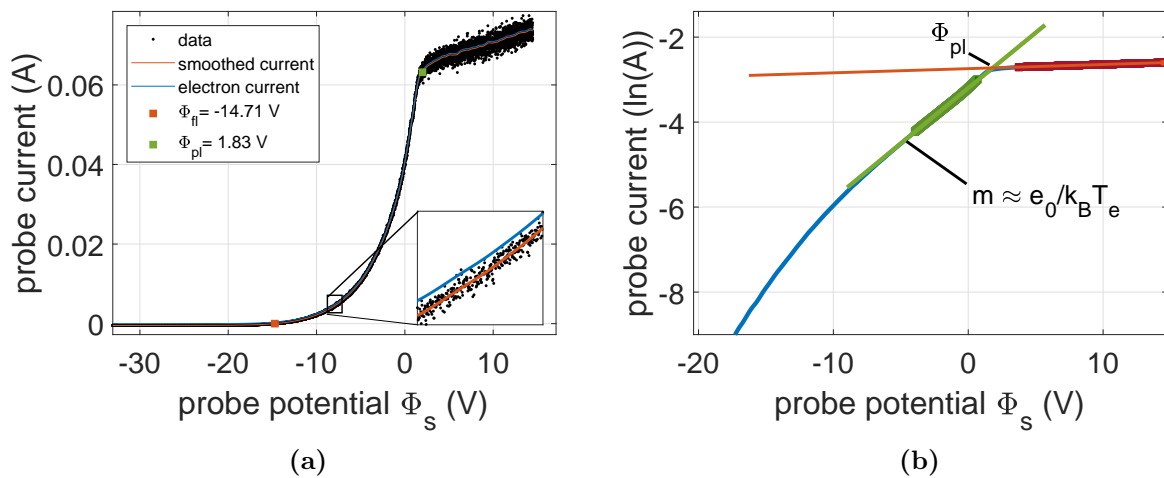 data
smoothed current
electron current
Φfl= -14.71 V
Φpl= 1.83 V
0.06
0.04
0.02
0
-30
-20
-10
0
10
probe current (A)
probe potential Φs (V)
(a)
-2
-4
-6
-8
-20
-10
0
10
probe current (ln(A))
Φpl
m ≈ e0/kBTe
probe potential Φs (V)
(b)